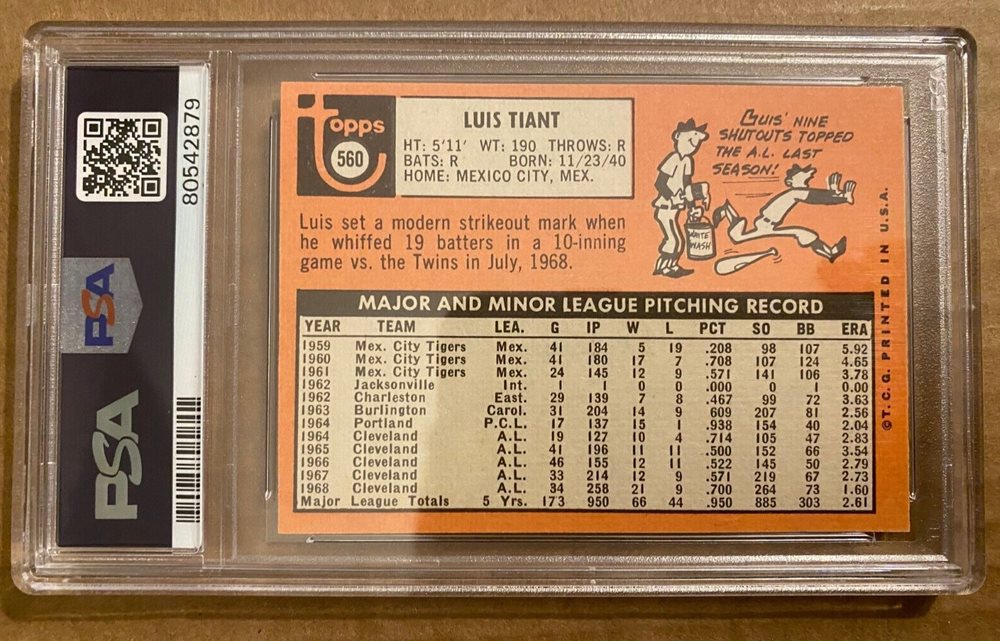 80542879
PSA
PSA
Topps
560
LUIS TIANT
HT: 5'11' WT: 190 THROWS: R
BATS: R BORN: 11/23/40
HOME: MEXICO CITY, MEX.
LUIS' NINE
SHUTOUTS TOPPED
THE A.L. LAST
SEASON!
WHITE
WASH
Luis set a modern strikeout mark when
he whiffed 19 batters in a 10-inning
game vs. the Twins in July, 1968.
MAJOR AND MINOR LEAGUE PITCHING RECORD
YEAR TEAM LEA. G IP W L PCT SO BB ERA
1959 Mex. City Tigers Mex. 41 184 5 19 .208 98 107 5.92
1960 Mex. City Tigers Mex. 41 180 17 7 .708 107 124 4.65
1961 Mex. City Tigers Mex. 24 145 12 9 .571 141 106 3.78
1962 Jacksonville Int. 1 1 0 0 .000 0 1 0.00
1962 Charleston East. 29 139 7 8 .467 99 72 3.63
1963 Burlington Carol. 31 204 14 9 .609 207 81 2.56
1964 Portland P.C.L. 17 137 15 1 .938 154 40 2.04
1964 Cleveland A.L. 19 127 10 4 .714 105 47 2.83
1965 Cleveland A.L. 41 196 11 11 .500 152 66 3.54
1966 Cleveland A.L. 46 155 12 11 .522 145 50 2.79
1967 Cleveland A.L. 33 214 12 9 .571 219 67 2.73
1968 Cleveland A.L. 34 258 21 9 .700 264 73 1.60
Major League Totals 5 Yrs. 173 950 66 44 .950 885 303 2.61
©T.C.G. PRINTED IN U.S.A.